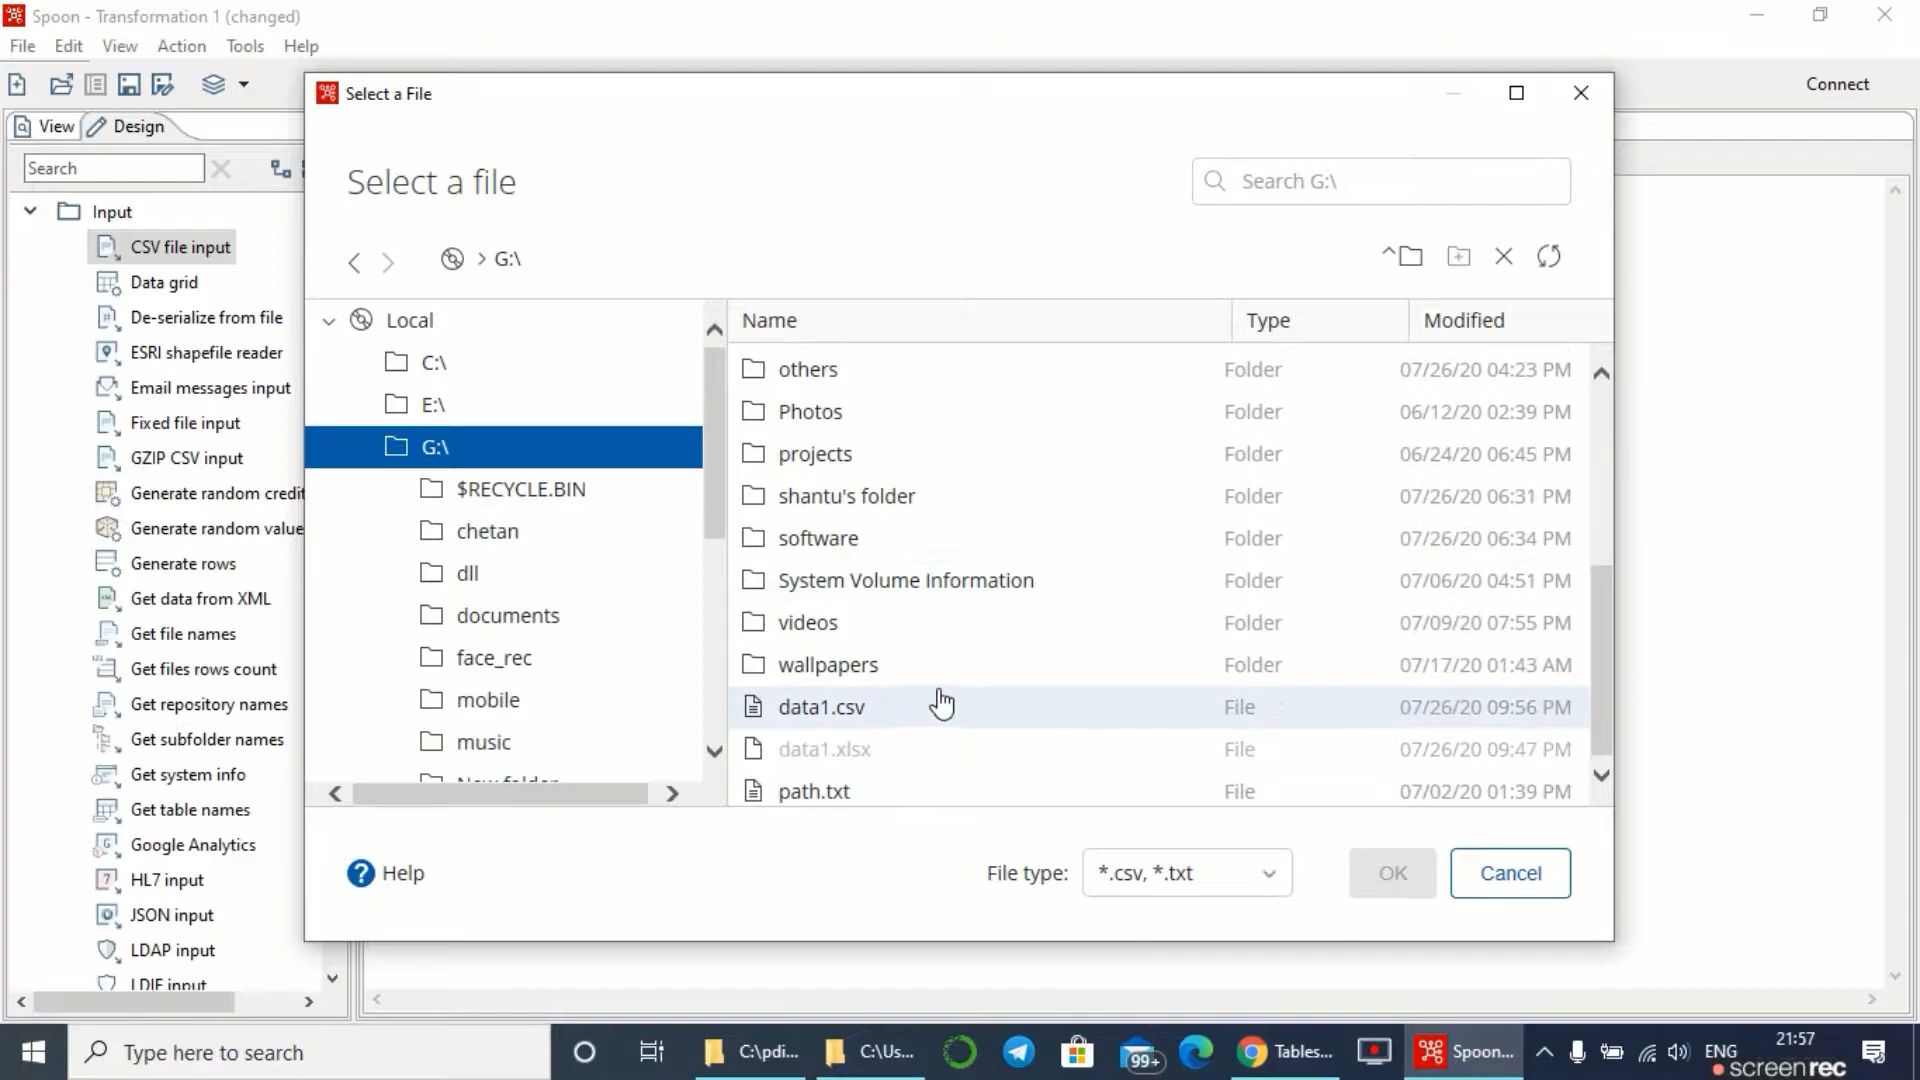 Spoon - Transformation 1 (changed)
File Edit View Action Tools Help
Connect
View Design
Search
Input
CSV file input
Data grid
De-serialize from file
ESRI shapefile reader
Email messages input
Fixed file input
GZIP CSV input
Generate random credit
Generate random value
Generate rows
Get data from XML
Get file names
Get files rows count
Get repository names
Get subfolder names
Get system info
Get table names
Google Analytics
HL7 input
JSON input
LDAP input
LDIF input
Select a File
Select a file
Search G:\
> G:\
Local
C:\
E:\
G:\
$RECYCLE.BIN
chetan
dll
documents
face_rec
mobile
music
New folder
Name Type Modified
others Folder 07/26/20 04:23 PM
Photos Folder 06/12/20 02:39 PM
projects Folder 06/24/20 06:45 PM
shantu's folder Folder 07/26/20 06:31 PM
software Folder 07/26/20 06:34 PM
System Volume Information Folder 07/06/20 04:51 PM
videos Folder 07/09/20 07:55 PM
wallpapers Folder 07/17/20 01:43 AM
data1.csv File 07/26/20 09:56 PM
data1.xlsx File 07/26/20 09:47 PM
path.txt File 07/02/20 01:39 PM
Help
File type: *.csv, *.txt
OK Cancel
Type here to search
C:\pdi...
C:\Us...
99+
Tables...
Spoon...
ENG
21:57
screenrec